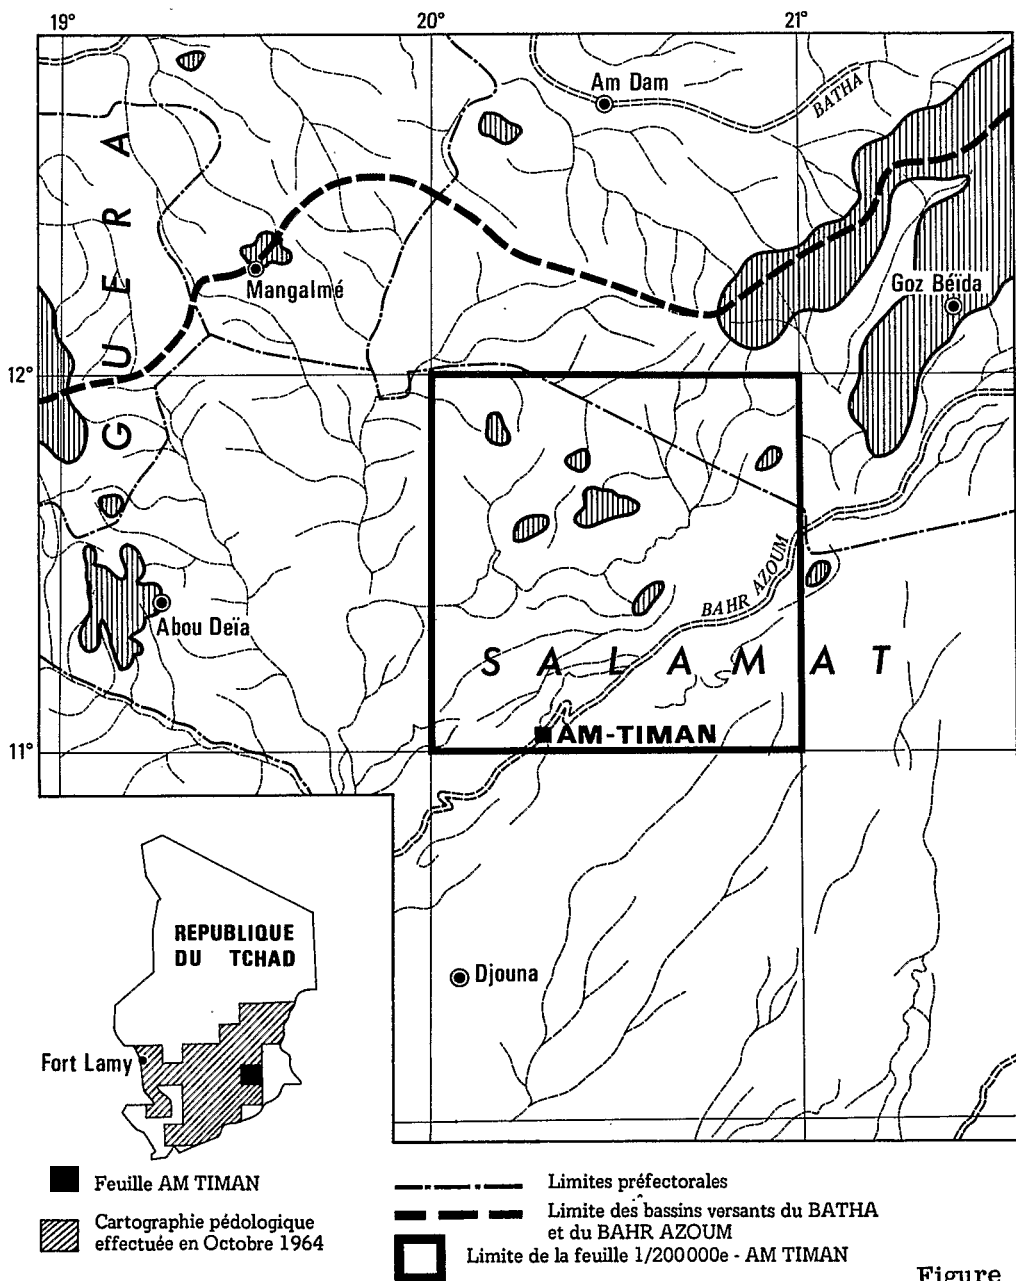 19° 20° 21°
Am Dam
BATHA
GUERA
Mangalmé
Goz Béïda
12°
BAHR AZOUM
Abou Deïa
SALAMAT
AM-TIMAN
11°
REPUBLIQUE
DU TCHAD
Djouna
Fort Lamy
Feuille AM TIMAN
Cartographie pédologique
effectuée en Octobre 1964
Limites préfectorales
Limite des bassins versants du BATHA
et du BAHR AZOUM
Limite de la feuille 1/200000e - AM TIMAN
Figure